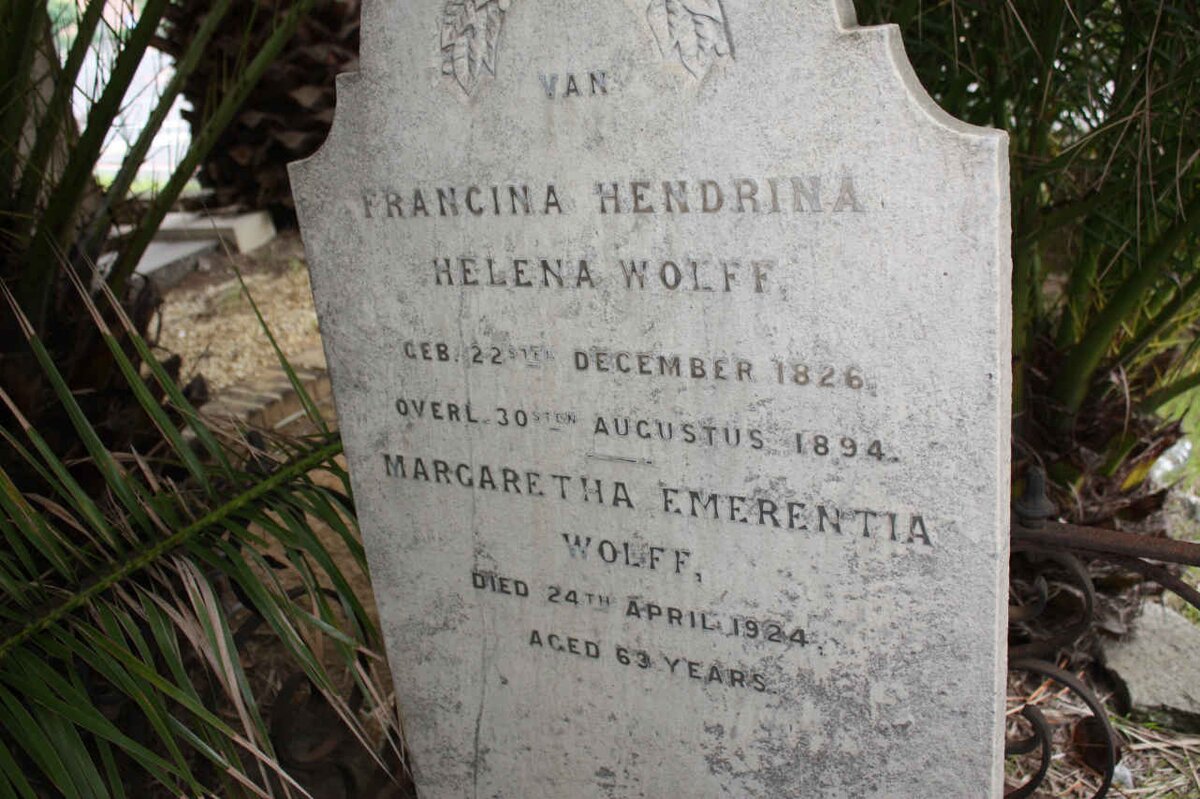 VAN
FRANCINA HENDRINA
HELENA WOLFF,
GEB. 22STEN DECEMBER 1826.
OVERL. 30STEN AUGUSTUS 1894.
MARGARETHA EMERENTIA
WOLFF,
DIED 24TH APRIL 1924.
AGED 63 YEARS.